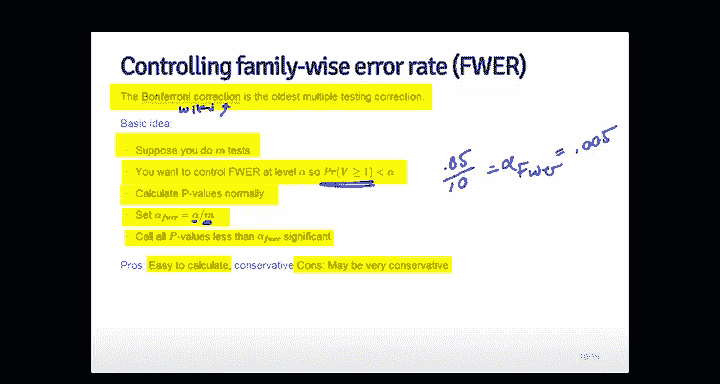 Controlling family-wise error rate (FWER)
The Bonferroni correction is the oldest multiple testing correction.
Basic idea:
· Suppose you do m tests
· You want to control FWER at level α so Pr(V ≥ 1) < α
· Calculate P-values normally
· Set α_fwer = α/m
· Call all P-values less than α_fwer significant
Pros: Easy to calculate, conservative Cons: May be very conservative
.05/10 = α_Fwer = .005